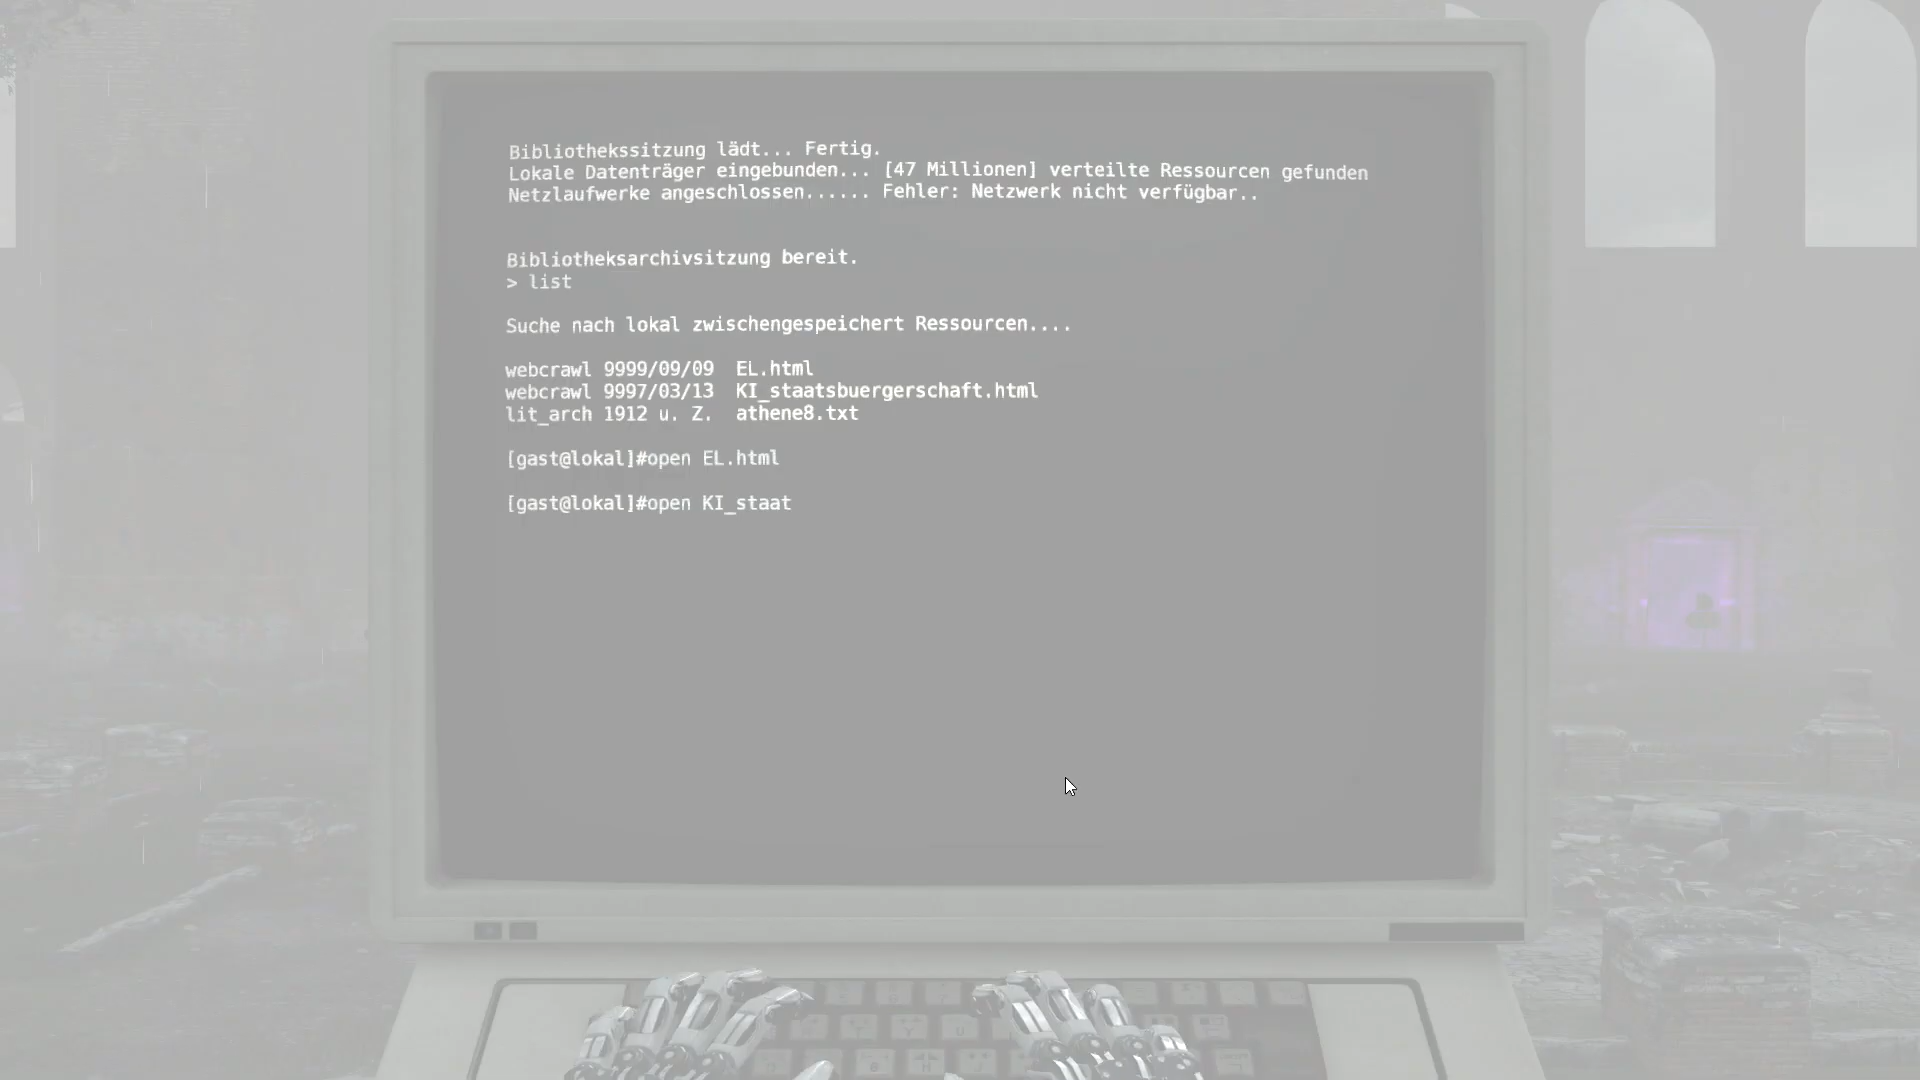 Bibliothekssitzung lädt... Fertig.
Lokale Datenträger eingebunden... [47 Millionen] verteilte Ressourcen gefunden
Netzlaufwerke angeschlossen...... Fehler: Netzwerk nicht verfügbar..
Bibliotheksarchivsitzung bereit.
> list
Suche nach lokal zwischengespeichert Ressourcen....
webcrawl 9999/09/09  EL.html
webcrawl 9997/03/13  KI_staatsbuergerschaft.html
lit_arch 1912 u. Z.  athene8.txt
[gast@lokal]#open EL.html
[gast@lokal]#open KI_staat